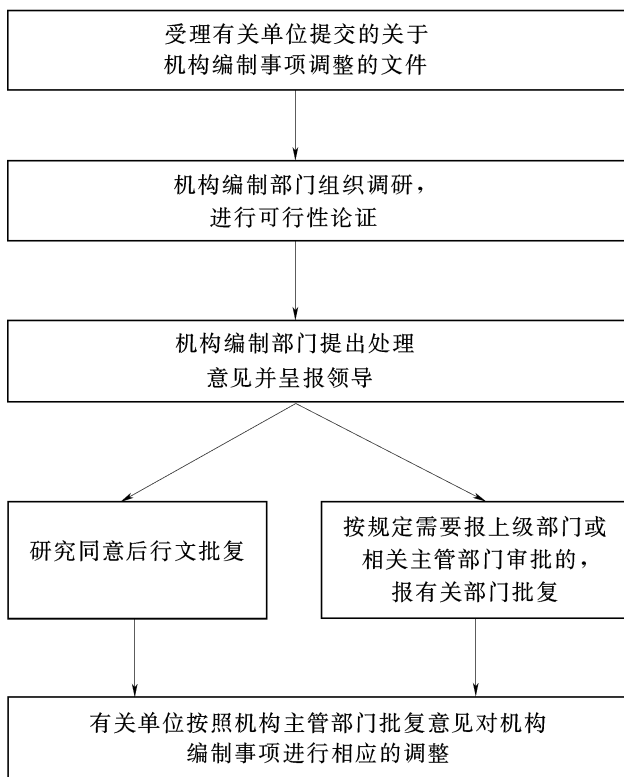 受理有关单位提交的关于
机构编制事项调整的文件
机构编制部门组织调研，
进行可行性论证
机构编制部门提出处理
意见并呈报领导
研究同意后行文批复
按规定需要报上级部门或
相关主管部门审批的，
报有关部门批复
有关单位按照机构主管部门批复意见对机构
编制事项进行相应的调整